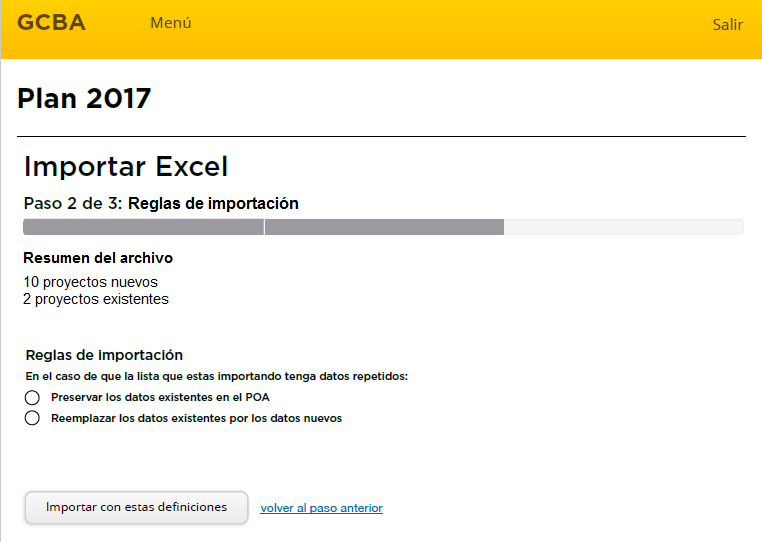 GCBA
Menú
Salir
Plan 2017
Importar Excel
Paso 2 de 3: Reglas de importación
Resumen del archivo
10 proyectos nuevos
2 proyectos existentes
Reglas de importación
En el caso de que la lista que estas importando tenga datos repetidos:
Preservar los datos existentes en el POA
Reemplazar los datos existentes por los datos nuevos
Importar con estas definiciones
volver al paso anterior